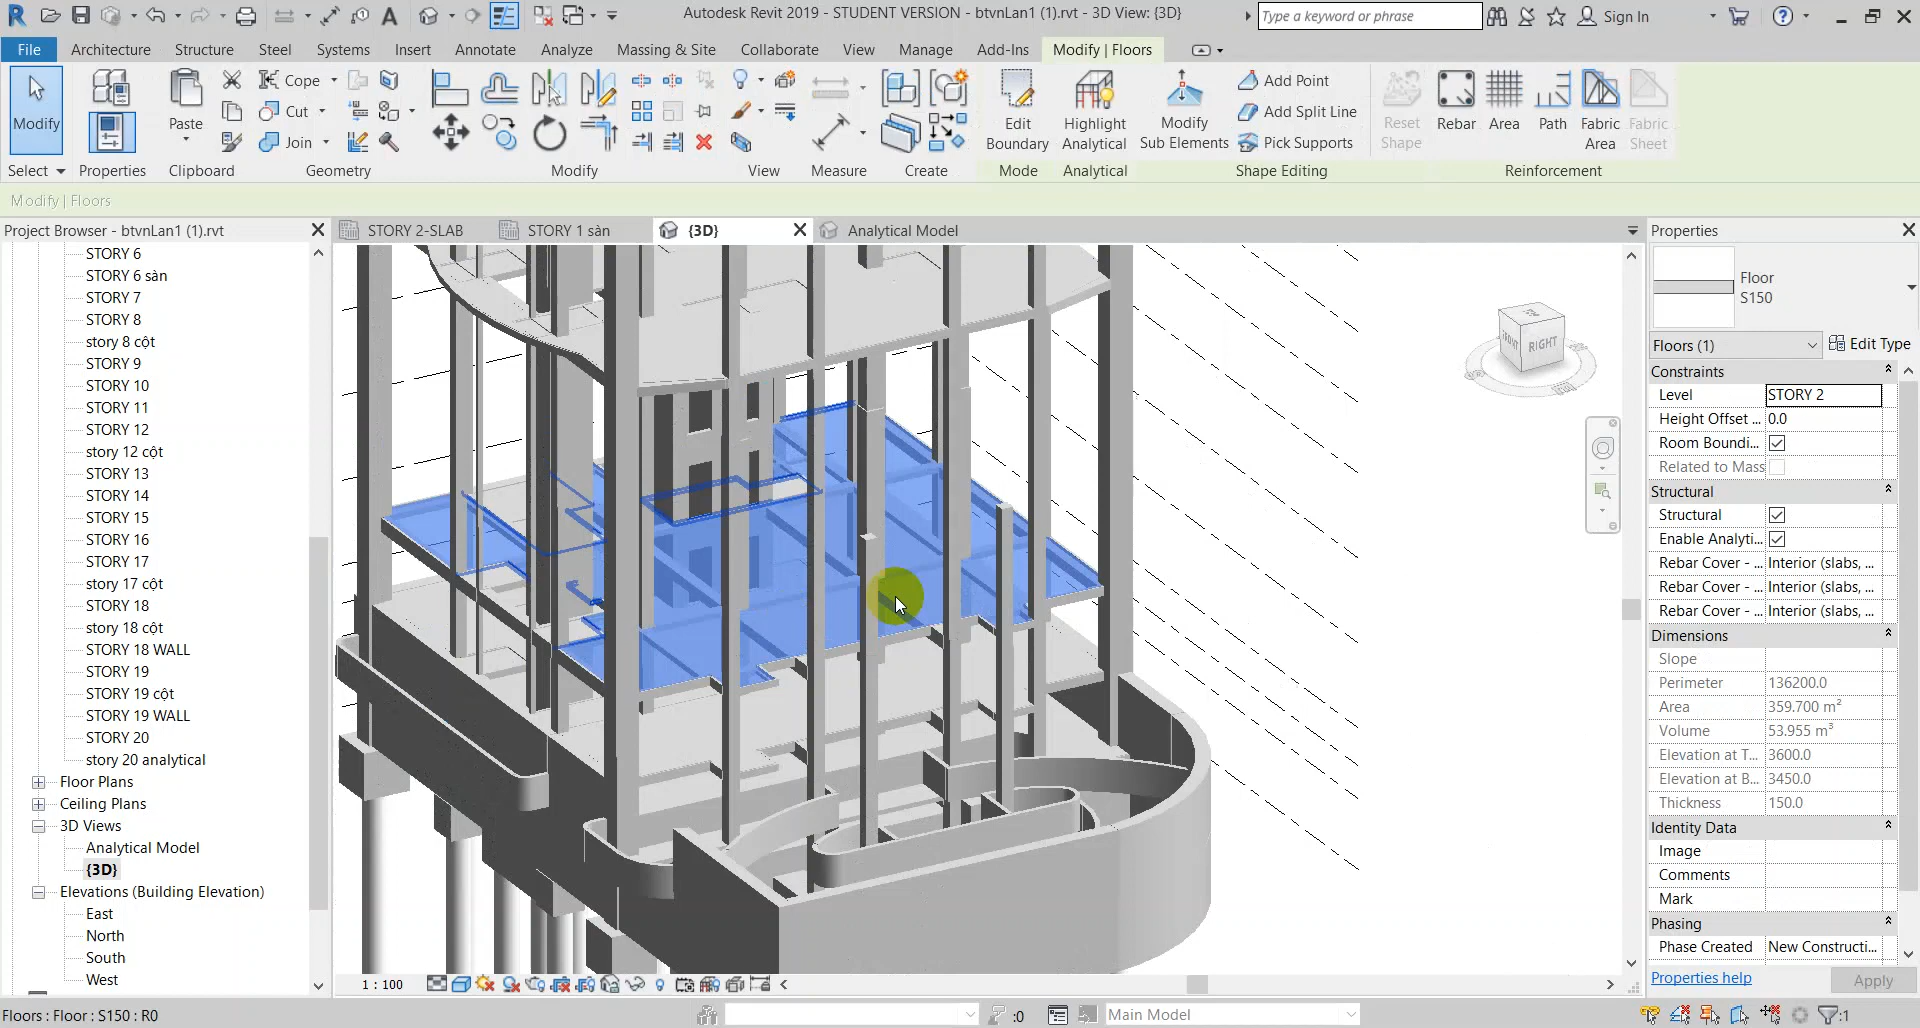 Autodesk Revit 2019 - STUDENT VERSION - btvnLan1 (1).rvt - 3D View: {3D}
Type a keyword or phrase
Sign In
File
Architecture
Structure
Steel
Systems
Insert
Annotate
Analyze
Massing & Site
Collaborate
View
Manage
Add-Ins
Modify | Floors
Modify
Paste
Cope
Cut
Join
Edit Boundary
Highlight Analytical
Modify Sub Elements
Add Point
Add Split Line
Pick Supports
Reset Shape
Rebar
Area
Path
Fabric Area
Fabric Sheet
Select
Properties
Clipboard
Geometry
Modify
View
Measure
Create
Mode
Analytical
Shape Editing
Reinforcement
Modify | Floors
Project Browser - btvnLan1 (1).rvt
STORY 6
STORY 6 sàn
STORY 7
STORY 8
story 8 cột
STORY 9
STORY 10
STORY 11
STORY 12
story 12 cột
STORY 13
STORY 14
STORY 15
STORY 16
STORY 17
story 17 cột
STORY 18
story 18 cột
STORY 18 WALL
STORY 19
STORY 19 cột
STORY 19 WALL
STORY 20
story 20 analytical
Floor Plans
Ceiling Plans
3D Views
Analytical Model
{3D}
Elevations (Building Elevation)
East
North
South
West
STORY 2-SLAB
STORY 1 sàn
{3D}
Analytical Model
RIGHT
1 : 100
Properties
Floor
S150
Floors (1)
Edit Type
Constraints
Level STORY 2
Height Offset ... 0.0
Room Boundi...
Related to Mass
Structural
Structural
Enable Analyti...
Rebar Cover - ... Interior (slabs, ...
Rebar Cover - ... Interior (slabs, ...
Rebar Cover - ... Interior (slabs, ...
Dimensions
Slope
Perimeter 136200.0
Area 359.700 m²
Volume 53.955 m³
Elevation at T... 3600.0
Elevation at B... 3450.0
Thickness 150.0
Identity Data
Image
Comments
Mark
Phasing
Phase Created New Constructi...
Properties help
Apply
Floors : Floor : S150 : R0
:0
Main Model
:1